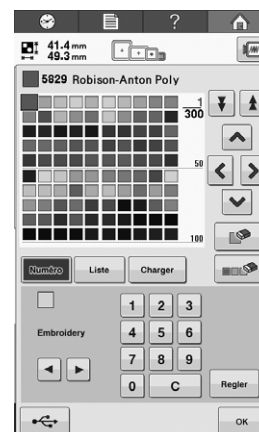 ?
41.4 mm
49.3 mm
5829 Robison-Anton Poly
1
300
50
100
Numéro Liste Charger
1 2 3
Embroidery 4 5 6
7 8 9
0 C Regler
OK